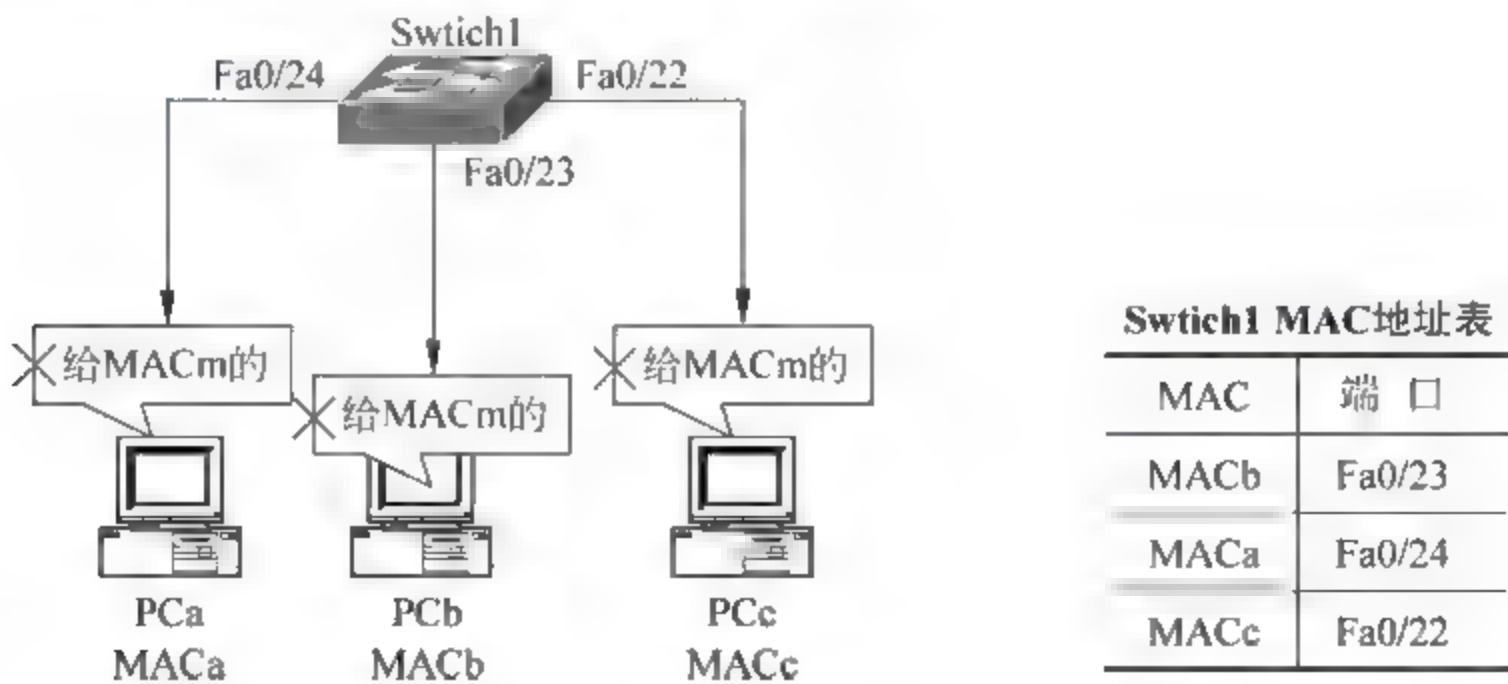 Swtich1
Fa0/24
Fa0/22
Fa0/23
给MACm的
给MACm的
给MACm的
PCa
MACa
PCb
MACb
PCc
MACc
Swtich1 MAC地址表
MAC 端 口
MACb Fa0/23
MACa Fa0/24
MACc Fa0/22